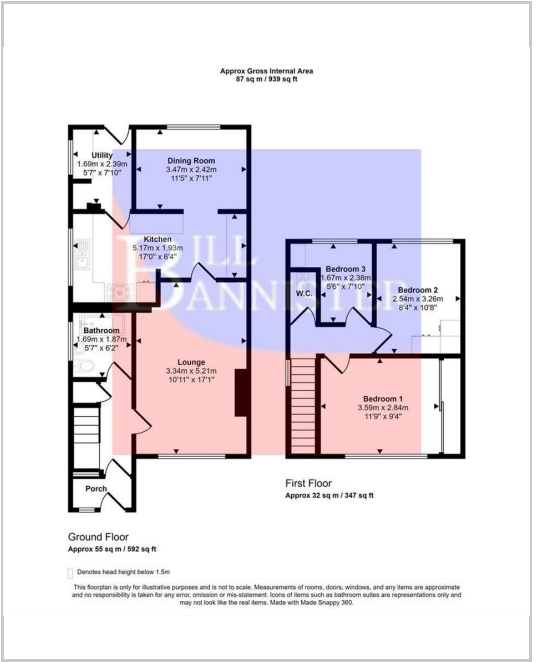 Approx Gross Internal Area
87 sq m / 939 sq ft
Utility
1.69m x 2.39m
5'7" x 7'10"
Dining Room
3.47m x 2.42m
11'5" x 7'11"
Kitchen
5.17m x 1.93m
17'0" x 6'4"
BILL
BANNISTER
Bathroom
1.69m x 1.87m
5'7" x 6'2"
Lounge
3.34m x 5.21m
10'11" x 17'1"
Porch
W.C.
Bedroom 3
1.67m x 2.38m
5'6" x 7'10"
Bedroom 2
2.54m x 3.26m
8'4" x 10'8"
Bedroom 1
3.59m x 2.84m
11'9" x 9'4"
First Floor
Approx 32 sq m / 347 sq ft
Ground Floor
Approx 55 sq m / 592 sq ft
Denotes head height below 1.5m
This floorplan is only for illustrative purposes and is not to scale. Measurements of rooms, doors, windows, and any items are approximate
and no responsibility is taken for any error, omission or mis-statement. Icons of items such as bathroom suites are representations only and
may not look like the real items. Made with Made Snappy 360.